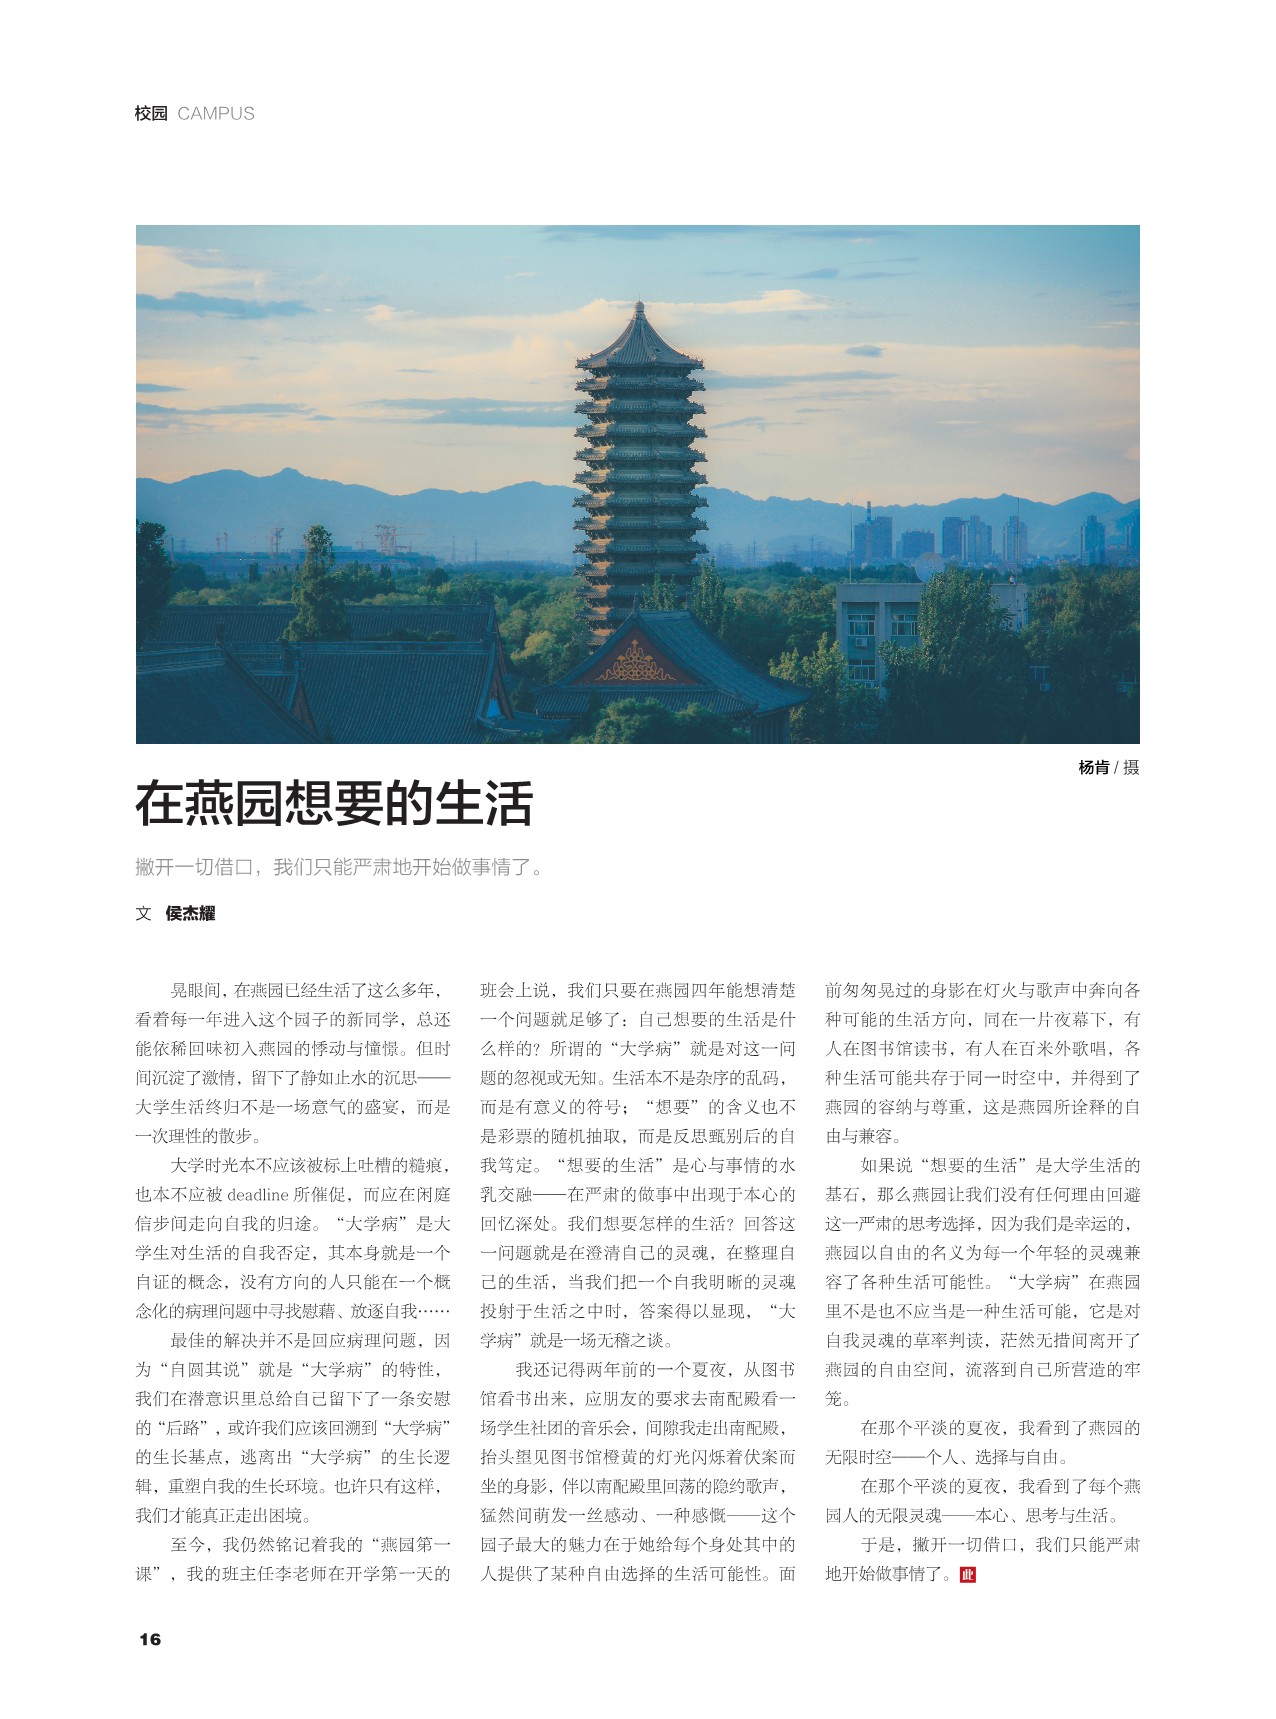 校园 CAMPUS
杨肯 / 摄
在燕园想要的生活
撇开一切借口，我们只能严肃地开始做事情了。
文 侯杰耀
晃眼间，在燕园已经生活了这么多年，
看着每一年进入这个园子的新同学，总还
能依稀回味初入燕园的悸动与憧憬。但时
间沉淀了激情，留下了静如止水的沉思——
大学生活终归不是一场意气的盛宴，而是
一次理性的散步。
大学时光本不应该被标上吐槽的糙痕，
也本不应被 deadline 所催促，而应在闲庭
信步间走向自我的归途。“大学病”是大
学生对生活的自我否定，其本身就是一个
自证的概念，没有方向的人只能在一个概
念化的病理问题中寻找慰藉、放逐自我……
最佳的解决并不是回应病理问题，因
为“自圆其说”就是“大学病”的特性，
我们在潜意识里总给自己留下了一条安慰
的“后路”，或许我们应该回溯到“大学病”
的生长基点，逃离出“大学病”的生长逻
辑，重塑自我的生长环境。也许只有这样，
我们才能真正走出困境。
至今，我仍然铭记着我的“燕园第一
课”，我的班主任李老师在开学第一天的
班会上说，我们只要在燕园四年能想清楚
一个问题就足够了：自己想要的生活是什
么样的？所谓的“大学病”就是对这一问
题的忽视或无知。生活本不是杂序的乱码，
而是有意义的符号；“想要”的含义也不
是彩票的随机抽取，而是反思甄别后的自
我笃定。“想要的生活”是心与事情的水
乳交融——在严肃的做事中出现于本心的
回忆深处。我们想要怎样的生活？回答这
一问题就是在澄清自己的灵魂，在整理自
己的生活，当我们把一个自我明晰的灵魂
投射于生活之中时，答案得以显现，“大
学病”就是一场无稽之谈。
我还记得两年前的一个夏夜，从图书
馆看书出来，应朋友的要求去南配殿看一
场学生社团的音乐会，间隙我走出南配殿，
抬头望见图书馆橙黄的灯光闪烁着伏案而
坐的身影，伴以南配殿里回荡的隐约歌声，
猛然间萌发一丝感动、一种感慨——这个
园子最大的魅力在于她给每个身处其中的
人提供了某种自由选择的生活可能性。面
前匆匆晃过的身影在灯火与歌声中奔向各
种可能的生活方向，同在一片夜幕下，有
人在图书馆读书，有人在百米外歌唱，各
种生活可能共存于同一时空中，并得到了
燕园的容纳与尊重，这是燕园所诠释的自
由与兼容。
如果说“想要的生活”是大学生活的
基石，那么燕园让我们没有任何理由回避
这一严肃的思考选择，因为我们是幸运的，
燕园以自由的名义为每一个年轻的灵魂兼
容了各种生活可能性。“大学病”在燕园
里不是也不应当是一种生活可能，它是对
自我灵魂的草率判读，茫然无措间离开了
燕园的自由空间，流落到自己所营造的牢
笼。
在那个平淡的夏夜，我看到了燕园的
无限时空——个人、选择与自由。
在那个平淡的夏夜，我看到了每个燕
园人的无限灵魂——本心、思考与生活。
于是，撇开一切借口，我们只能严肃
地开始做事情了。此
16